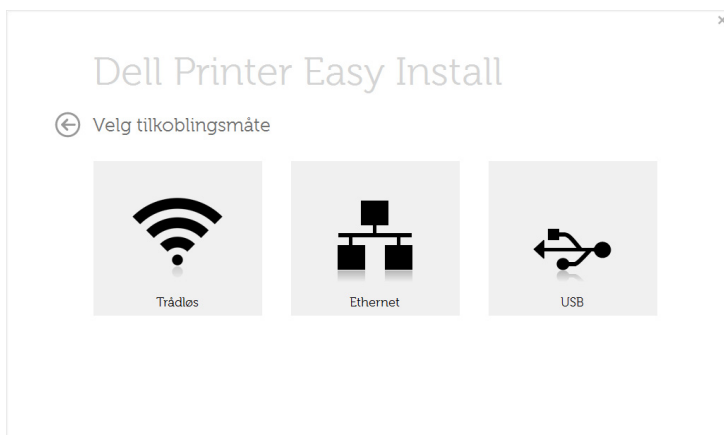 Dell Printer Easy Install
Velg tilkoblingsmåte
Trådløs
Ethernet
USB